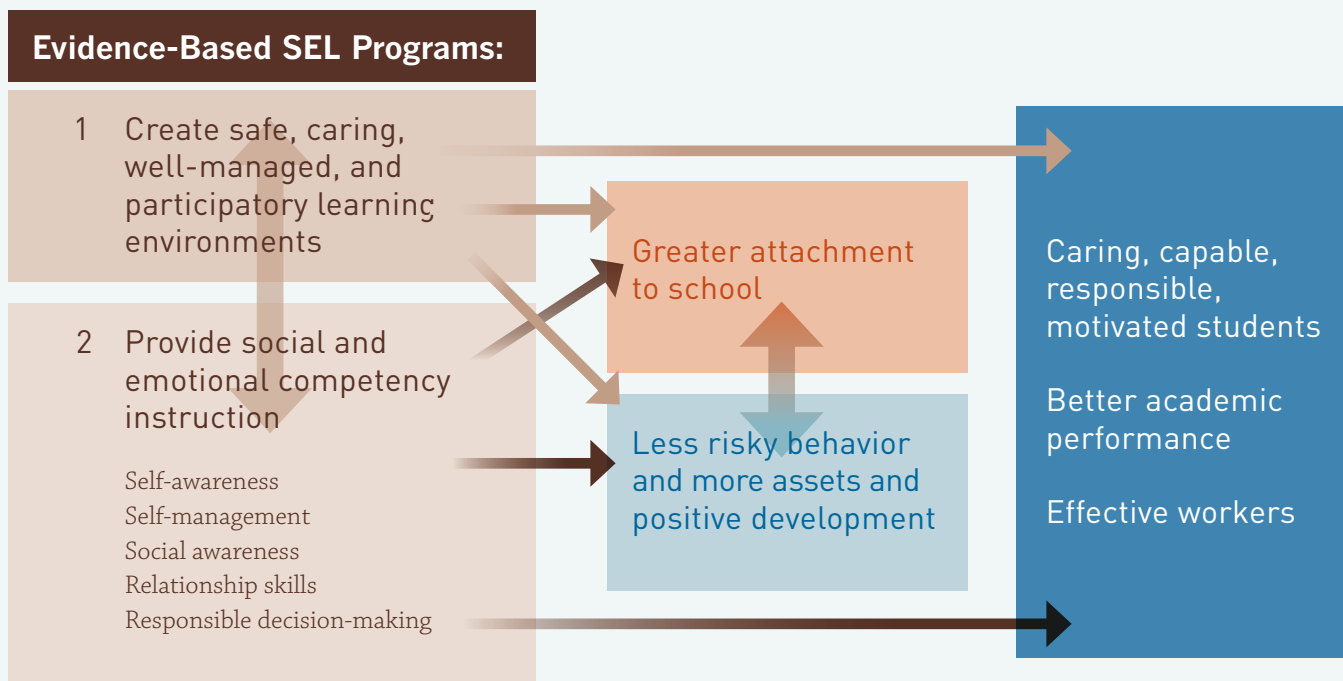 Evidence-Based SEL Programs:
1 Create safe, caring,
well-managed, and
participatory learning
environments
2 Provide social and
emotional competency
instruction
Self-awareness
Self-management
Social awareness
Relationship skills
Responsible decision-making
Greater attachment
to school
Less risky behavior
and more assets and
positive development
Caring, capable,
responsible,
motivated students
Better academic
performance
Effective workers